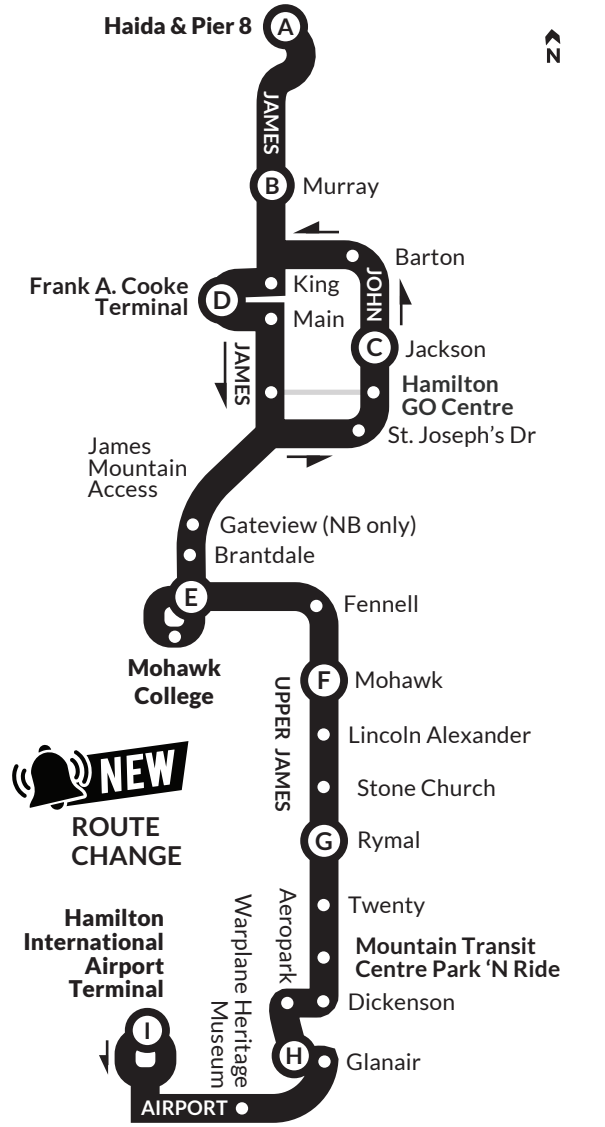 Haida & Pier 8
A
N
JAMES
B
Murray
Barton
Frank A. Cooke
Terminal
D
King
Main
JOHN
C
Jackson
JAMES
Hamilton
GO Centre
St. Joseph’s Dr
James
Mountain
Access
Gateview (NB only)
Brantdale
E
Fennell
Mohawk
College
F
Mohawk
UPPER JAMES
Lincoln Alexander
Stone Church
NEW
ROUTE
CHANGE
G
Rymal
Twenty
Mountain Transit
Centre Park ‘N Ride
Aeropark
Dickenson
Hamilton
International
Airport
Terminal
I
Warplane Heritage
Museum
H
Glanair
AIRPORT